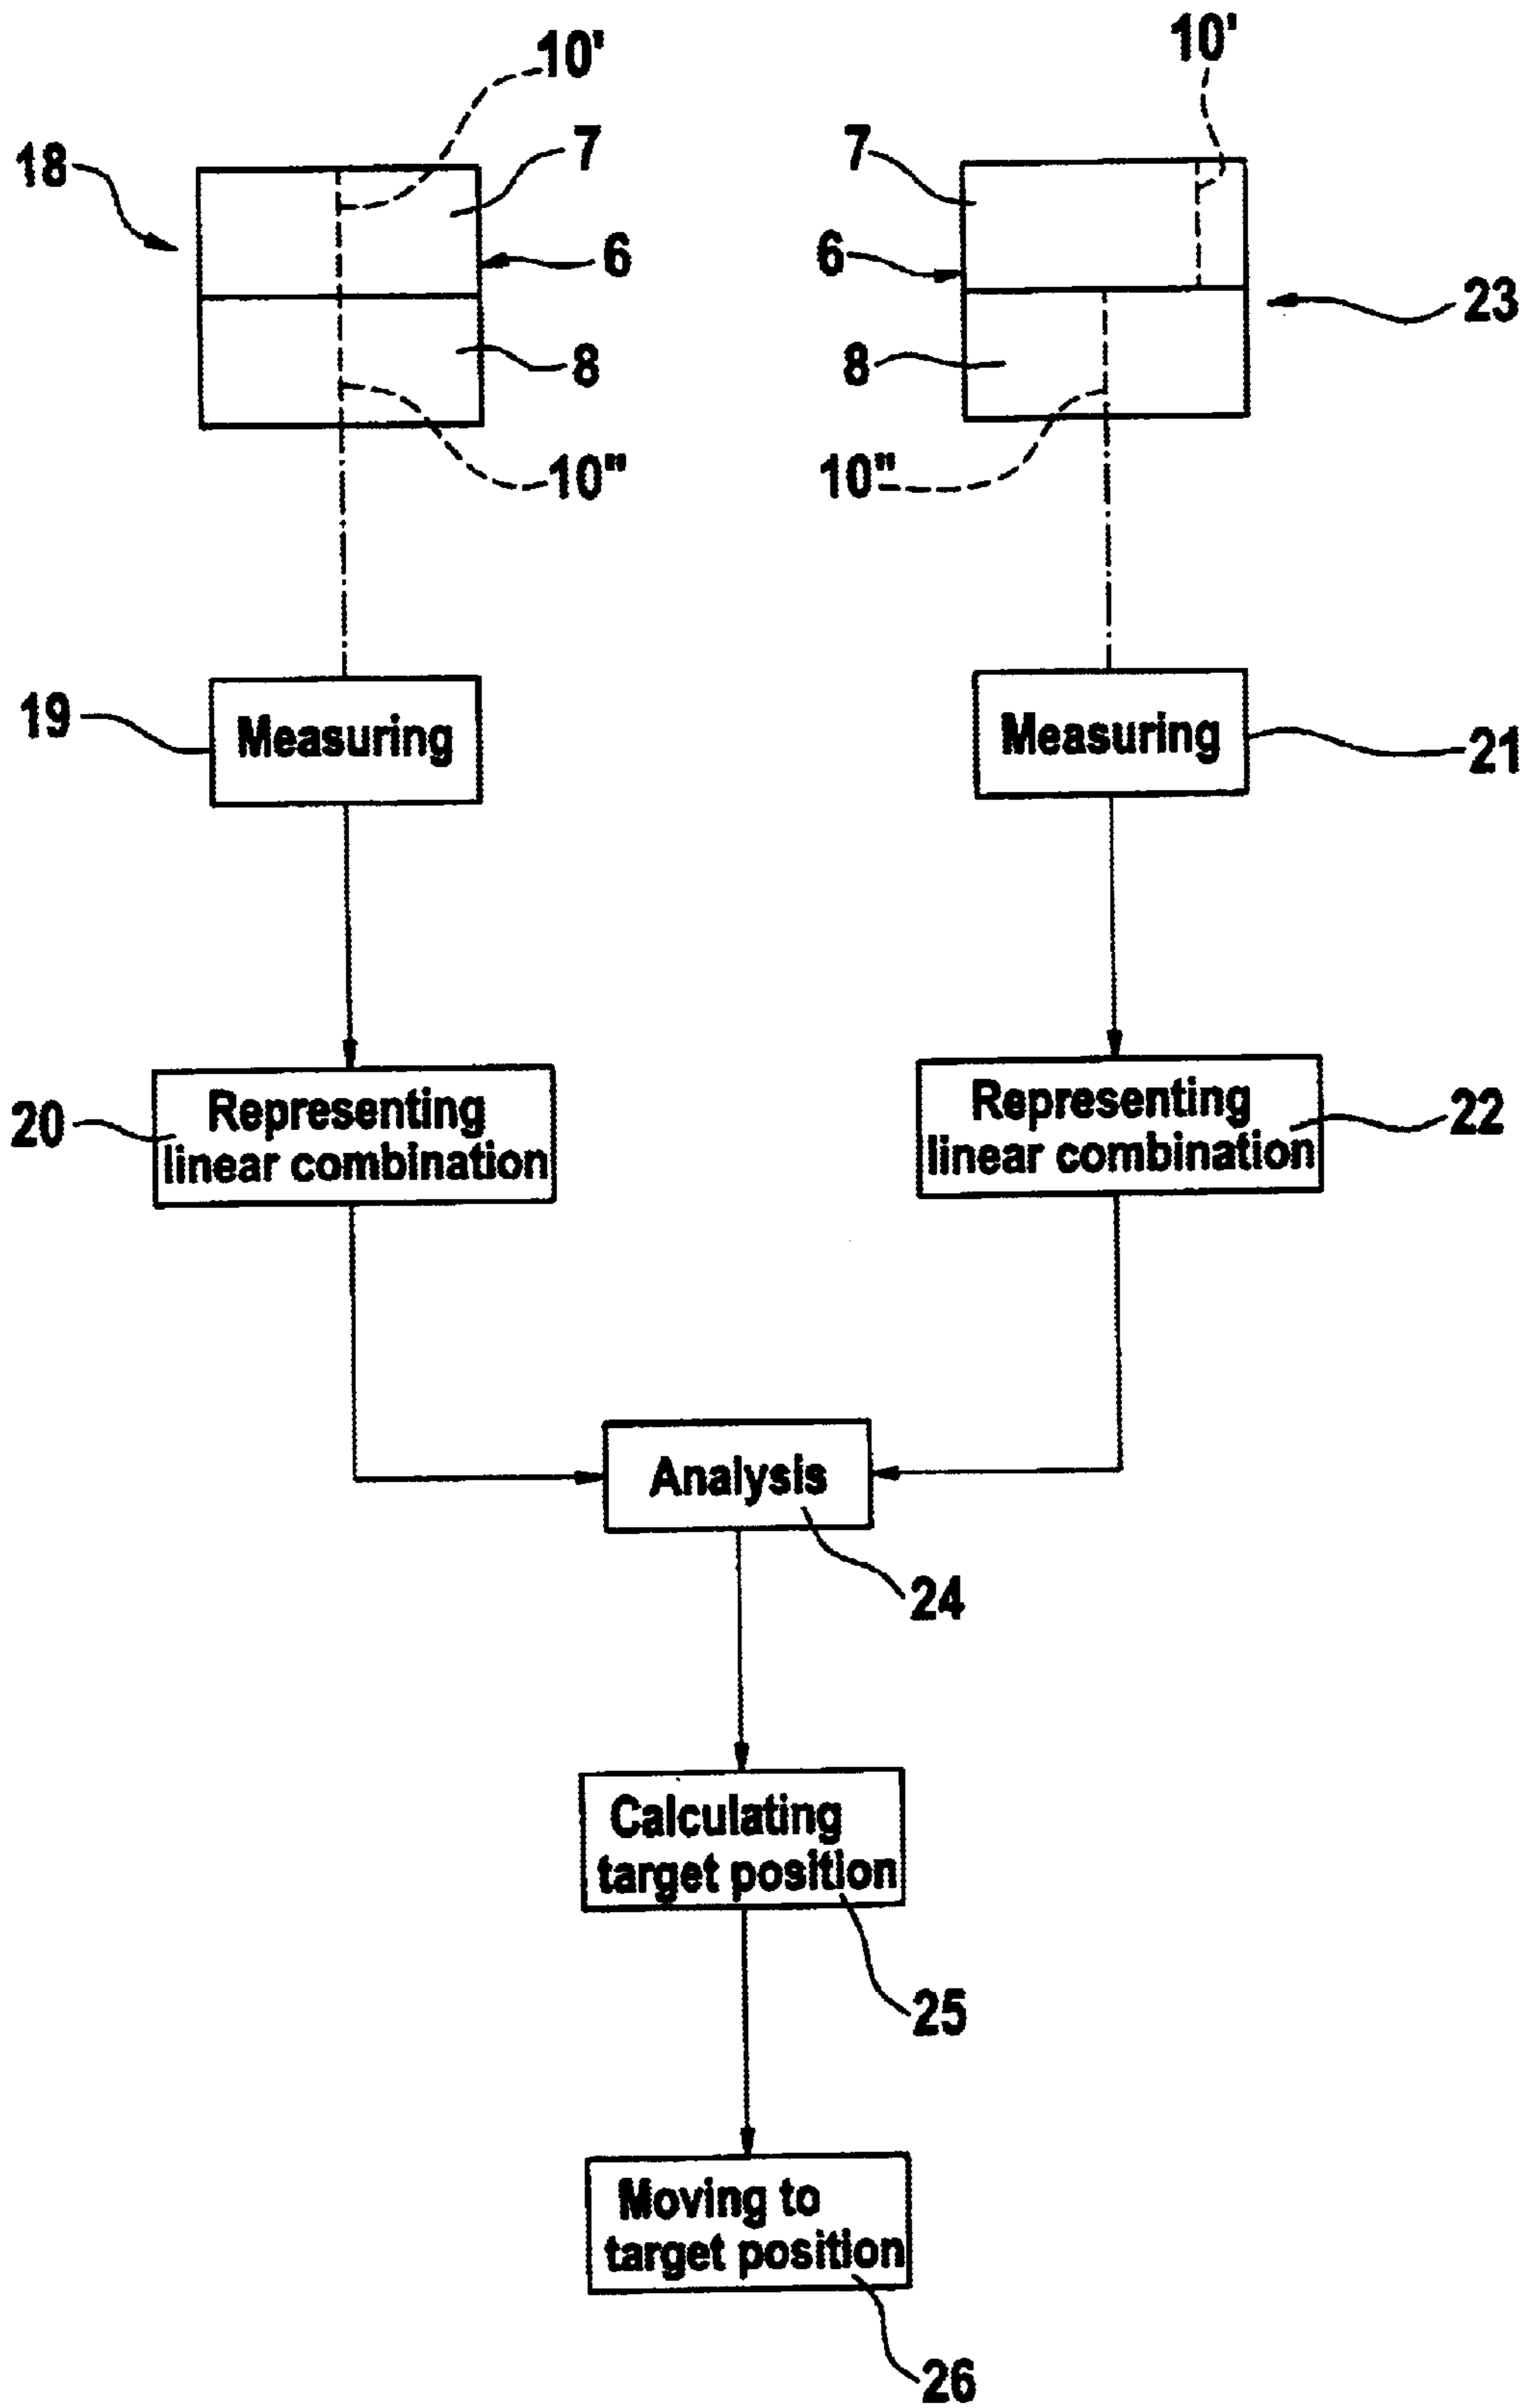 10'
10'
7
7
18
6
6
23
8
8
10"
10"
19
Measuring
Measuring
21
20
Representing
linear combination
Representing
linear combination
22
Analysis
24
Calculating
target position
25
Moving to
target position
26